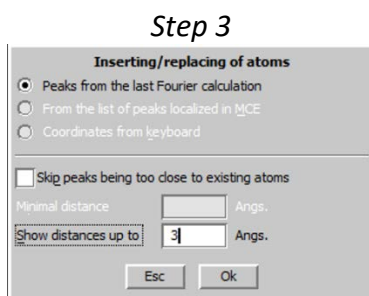 Step 3
Inserting/replacing of atoms
Peaks from the last Fourier calculation
From the list of peaks localized in MCE
Coordinates from keyboard
Skip peaks being too close to existing atoms
Minimal distance Angs.
Show distances up to 3 Angs.
Esc Ok